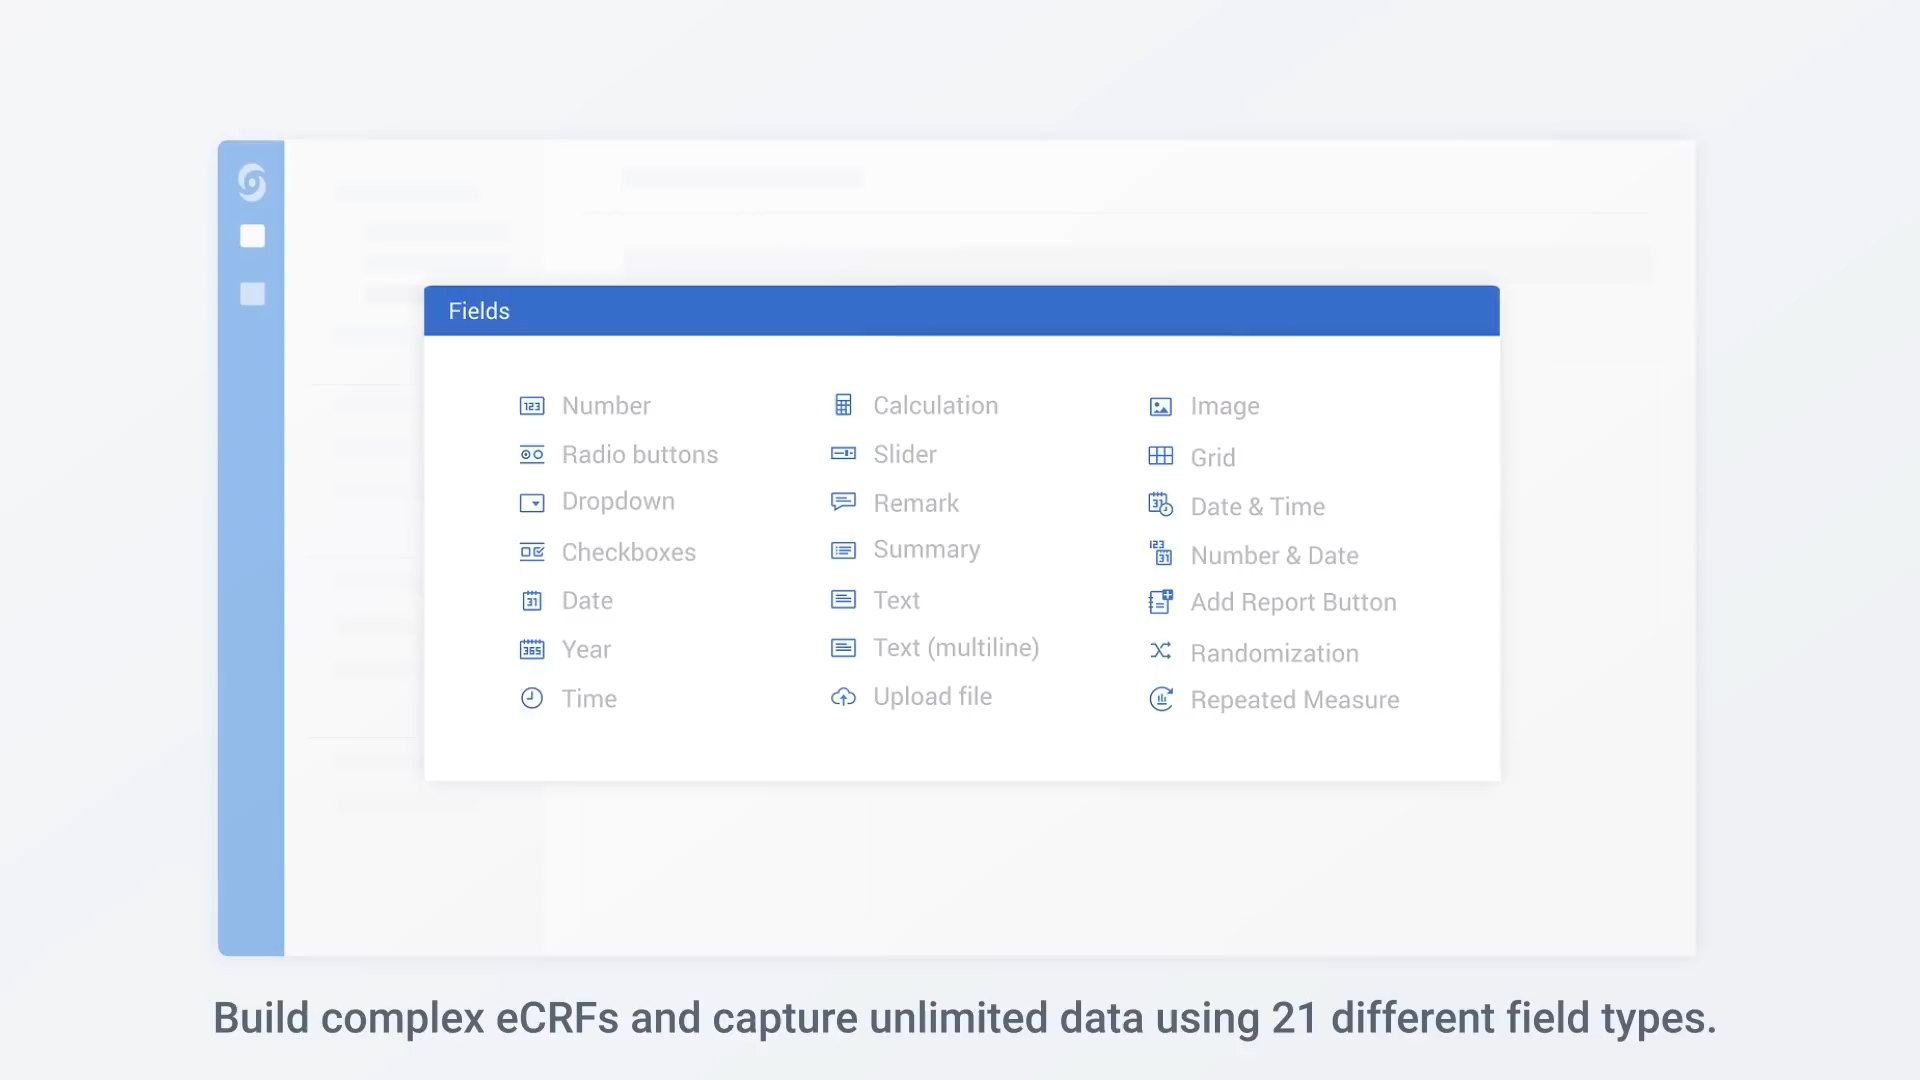 Fields
Number
Radio buttons
Dropdown
Checkboxes
Date
Year
Time
Calculation
Slider
Remark
Summary
Text
Text (multiline)
Upload file
Image
Grid
Date & Time
Number & Date
Add Report Button
Randomization
Repeated Measure
Build complex eCRFs and capture unlimited data using 21 different field types.